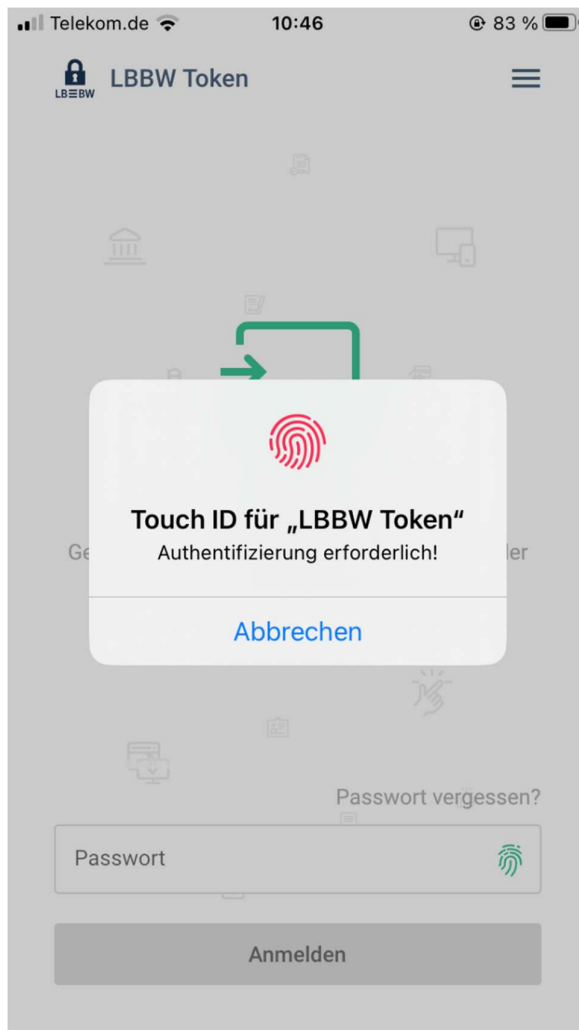 Telekom.de
10:46
83 %
LB≡BW
LBBW Token
Touch ID für „LBBW Token“
Authentifizierung erforderlich!
Abbrechen
Passwort vergessen?
Passwort
Anmelden